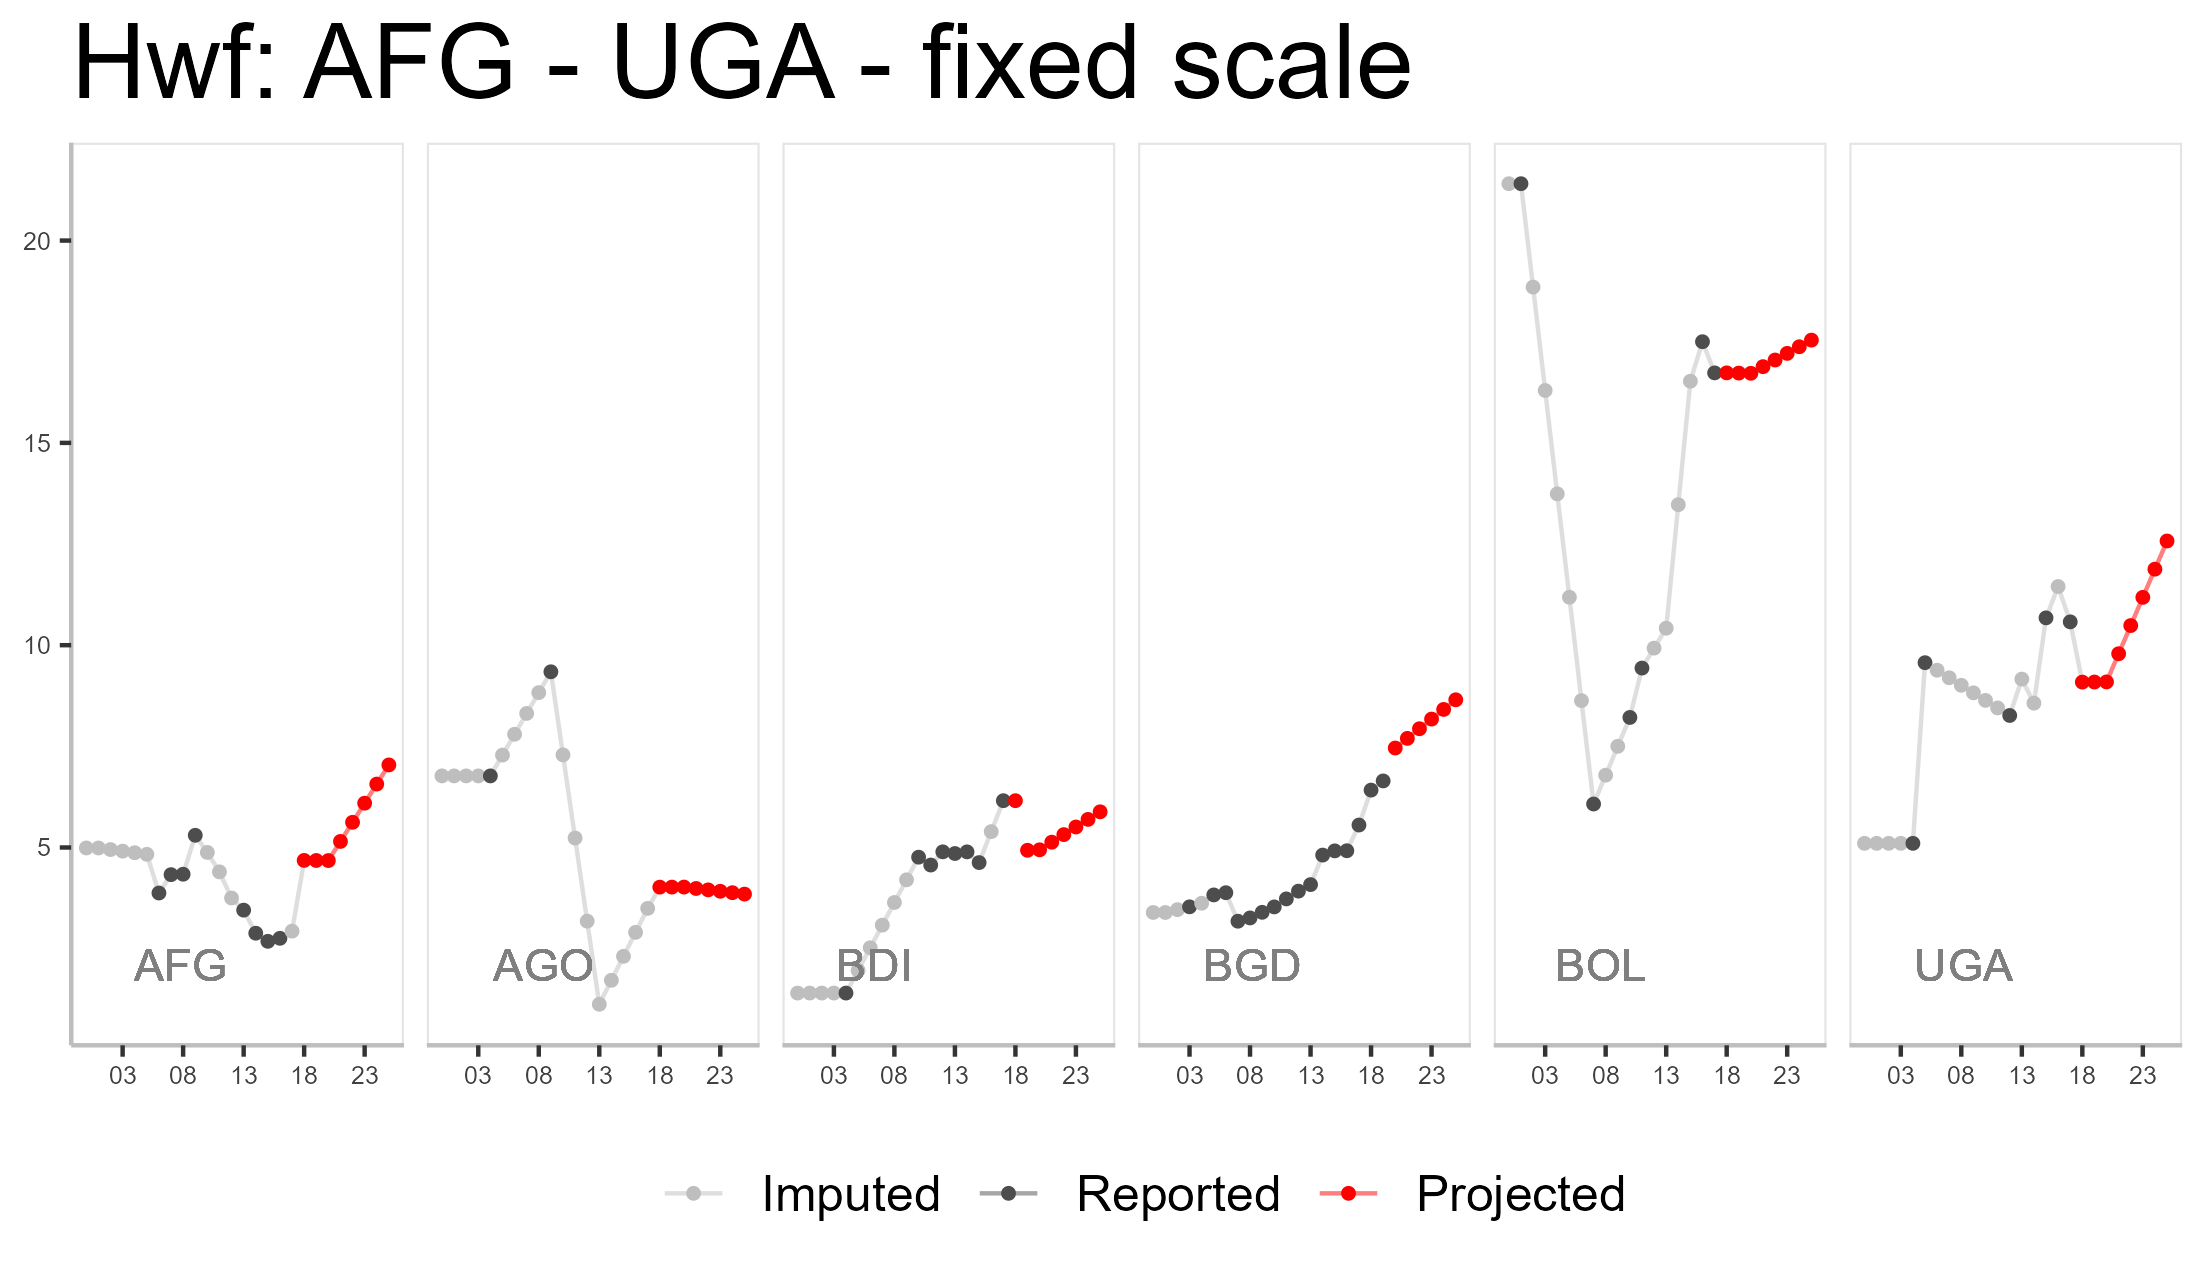 Hwf: AFG - UGA - fixed scale
20
15
10
5
AFG
AGO
BDI
BGD
BOL
UGA
03 08 13 18 23
03 08 13 18 23
03 08 13 18 23
03 08 13 18 23
03 08 13 18 23
03 08 13 18 23
Imputed Reported Projected